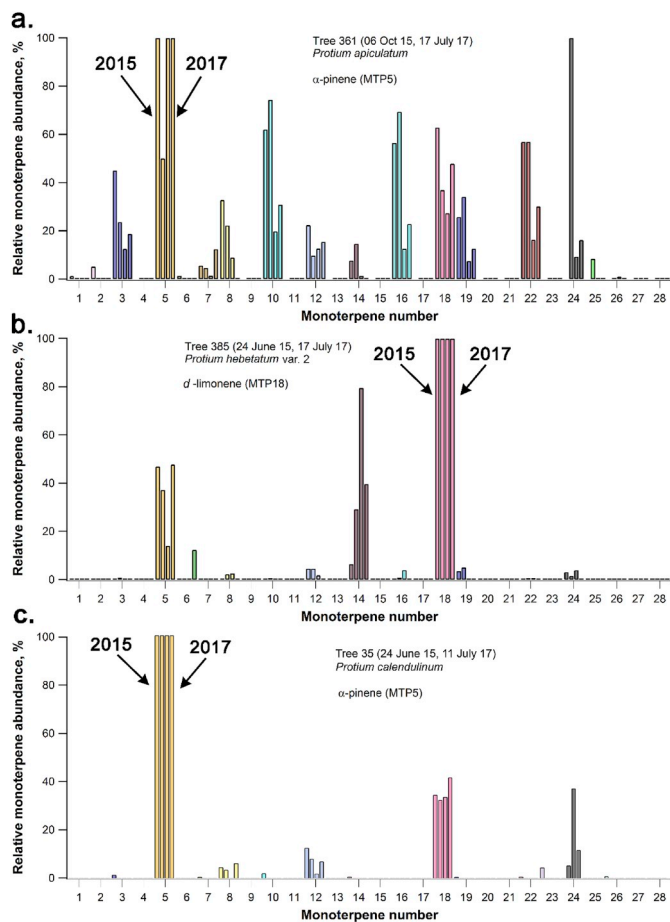 a.
Relative monoterpene abundance, %
100
80
60
40
20
0
2015
2017
Tree 361 (06 Oct 15, 17 July 17)
Protium apiculatum
α-pinene (MTP5)
1 2 3 4 5 6 7 8 9 10 11 12 13 14 15 16 17 18 19 20 21 22 23 24 25 26 27 28
Monoterpene number
b.
Relative monoterpene abundance, %
100
80
60
40
20
0
Tree 385 (24 June 15, 17 July 17)
Protium hebetatum var. 2
d -limonene (MTP18)
2015
2017
1 2 3 4 5 6 7 8 9 10 11 12 13 14 15 16 17 18 19 20 21 22 23 24 25 26 27 28
Monoterpene number
c.
Relative monoterpene abundance, %
100
80
60
40
20
0
2015
2017
Tree 35 (24 June 15, 11 July 17)
Protium calendulinum
α-pinene (MTP5)
1 2 3 4 5 6 7 8 9 10 11 12 13 14 15 16 17 18 19 20 21 22 23 24 25 26 27 28
Monoterpene number